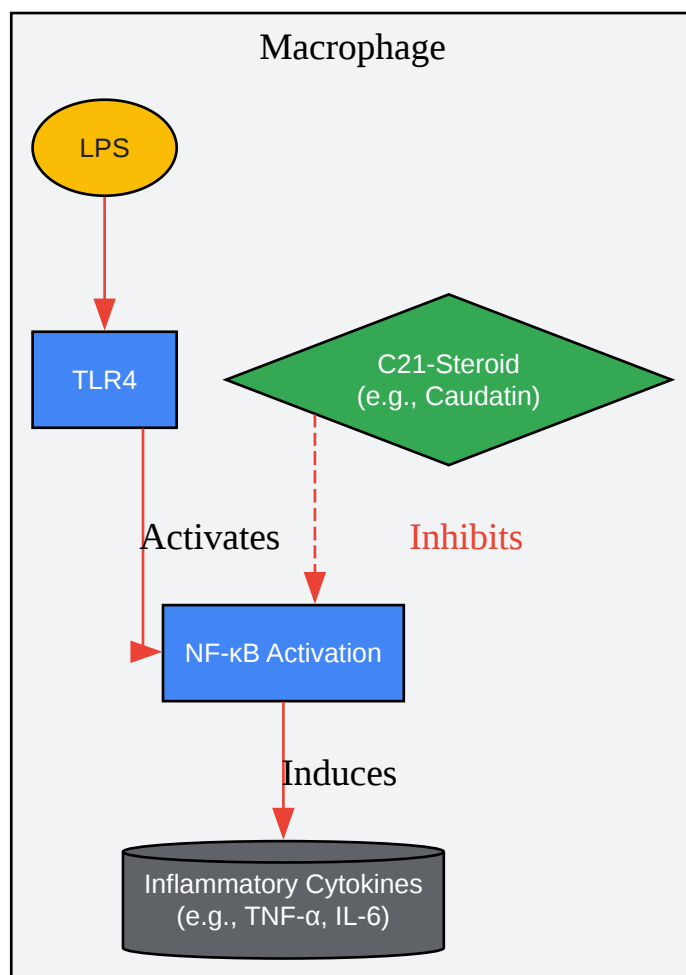 Macrophage
LPS
TLR4
C21-Steroid
(e.g., Caudatin)
Activates
Inhibits
NF-κB Activation
Induces
Inflammatory Cytokines
(e.g., TNF-α, IL-6)